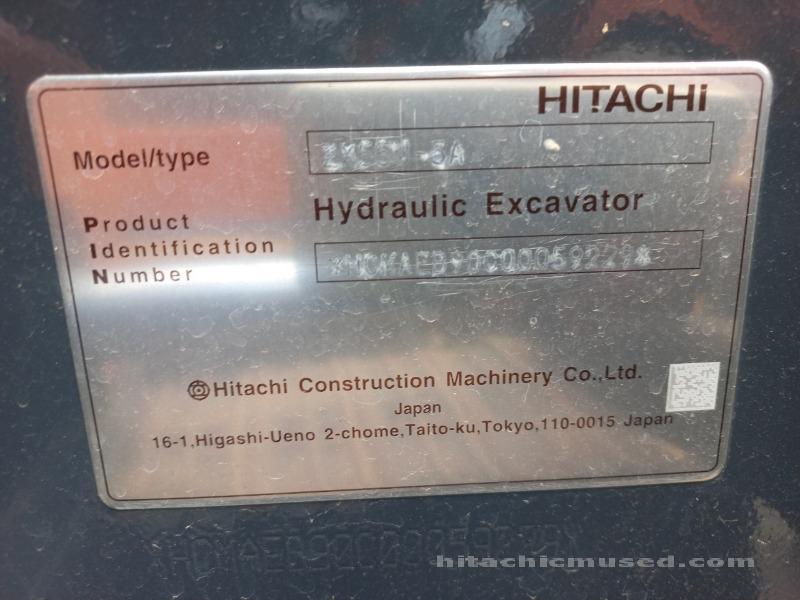 HITACHI
Model/type
Hydraulic Excavator
Product
Identification
Number
*HCMAEB90C00059229*
Hitachi Construction Machinery Co.,Ltd.
Japan
16-1,Higashi-Ueno 2-chome,Taito-ku,Tokyo,110-0015 Japan
hitachicmused.com